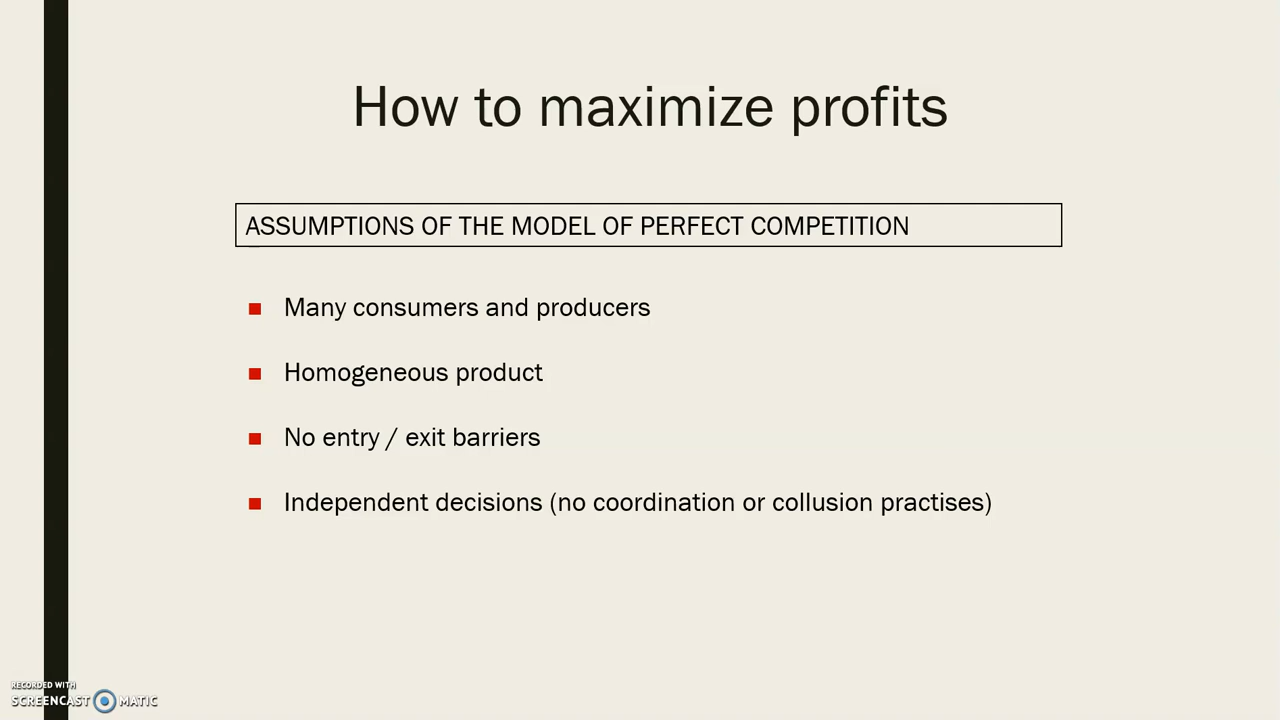 How to maximize profits
ASSUMPTIONS OF THE MODEL OF PERFECT COMPETITION
Many consumers and producers
Homogeneous product
No entry / exit barriers
Independent decisions (no coordination or collusion practises)
RECORDED WITH
SCREENCAST MATIC